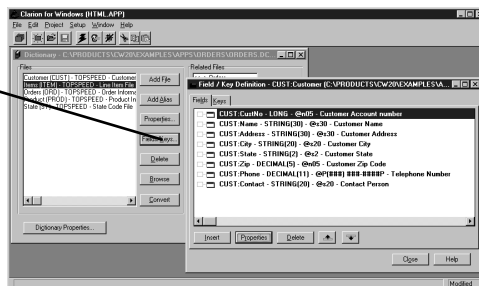 Clarion for Windows (HTML.APP)
File Edit Project Setup Window Help
Dictionary - C:\PRODUCTS\CW20\EXAMPLES\APPS\ORDERS\ORDERS.DC...
Files
Related Files
Customer (CUST) - TOPSPEED - Customer
Items (ITEM) - TOPSPEED - Line Item File
Orders (ORD) - TOPSPEED - Order Informa
Product (PROD) - TOPSPEED - Product In
State (ST) - TOPSPEED - State Code File
Add File
Add Alias
Properties...
Fields/Keys...
Delete
Browse
Convert
Dictionary Properties...
Field / Key Definition - CUST:Customer (C:\PRODUCTS\CW20\EXAMPLES\A...
Fields Keys
CUST:CustNo - LONG - @n05 - Customer Account number
CUST:Name - STRING(30) - @s30 - Customer Name
CUST:Address - STRING(30) - @s30 - Customer Address
CUST:City - STRING(20) - @s20 - Customer City
CUST:State - STRING(2) - @s2 - Customer State
CUST:Zip - DECIMAL(5) - @n05 - Customer Zip Code
CUST:Phone - DECIMAL(11) - @P(###) ###-####P - Telephone Number
CUST:Contact - STRING(20) - @s20 - Contact Person
Insert Properties Delete
Close Help
Modified